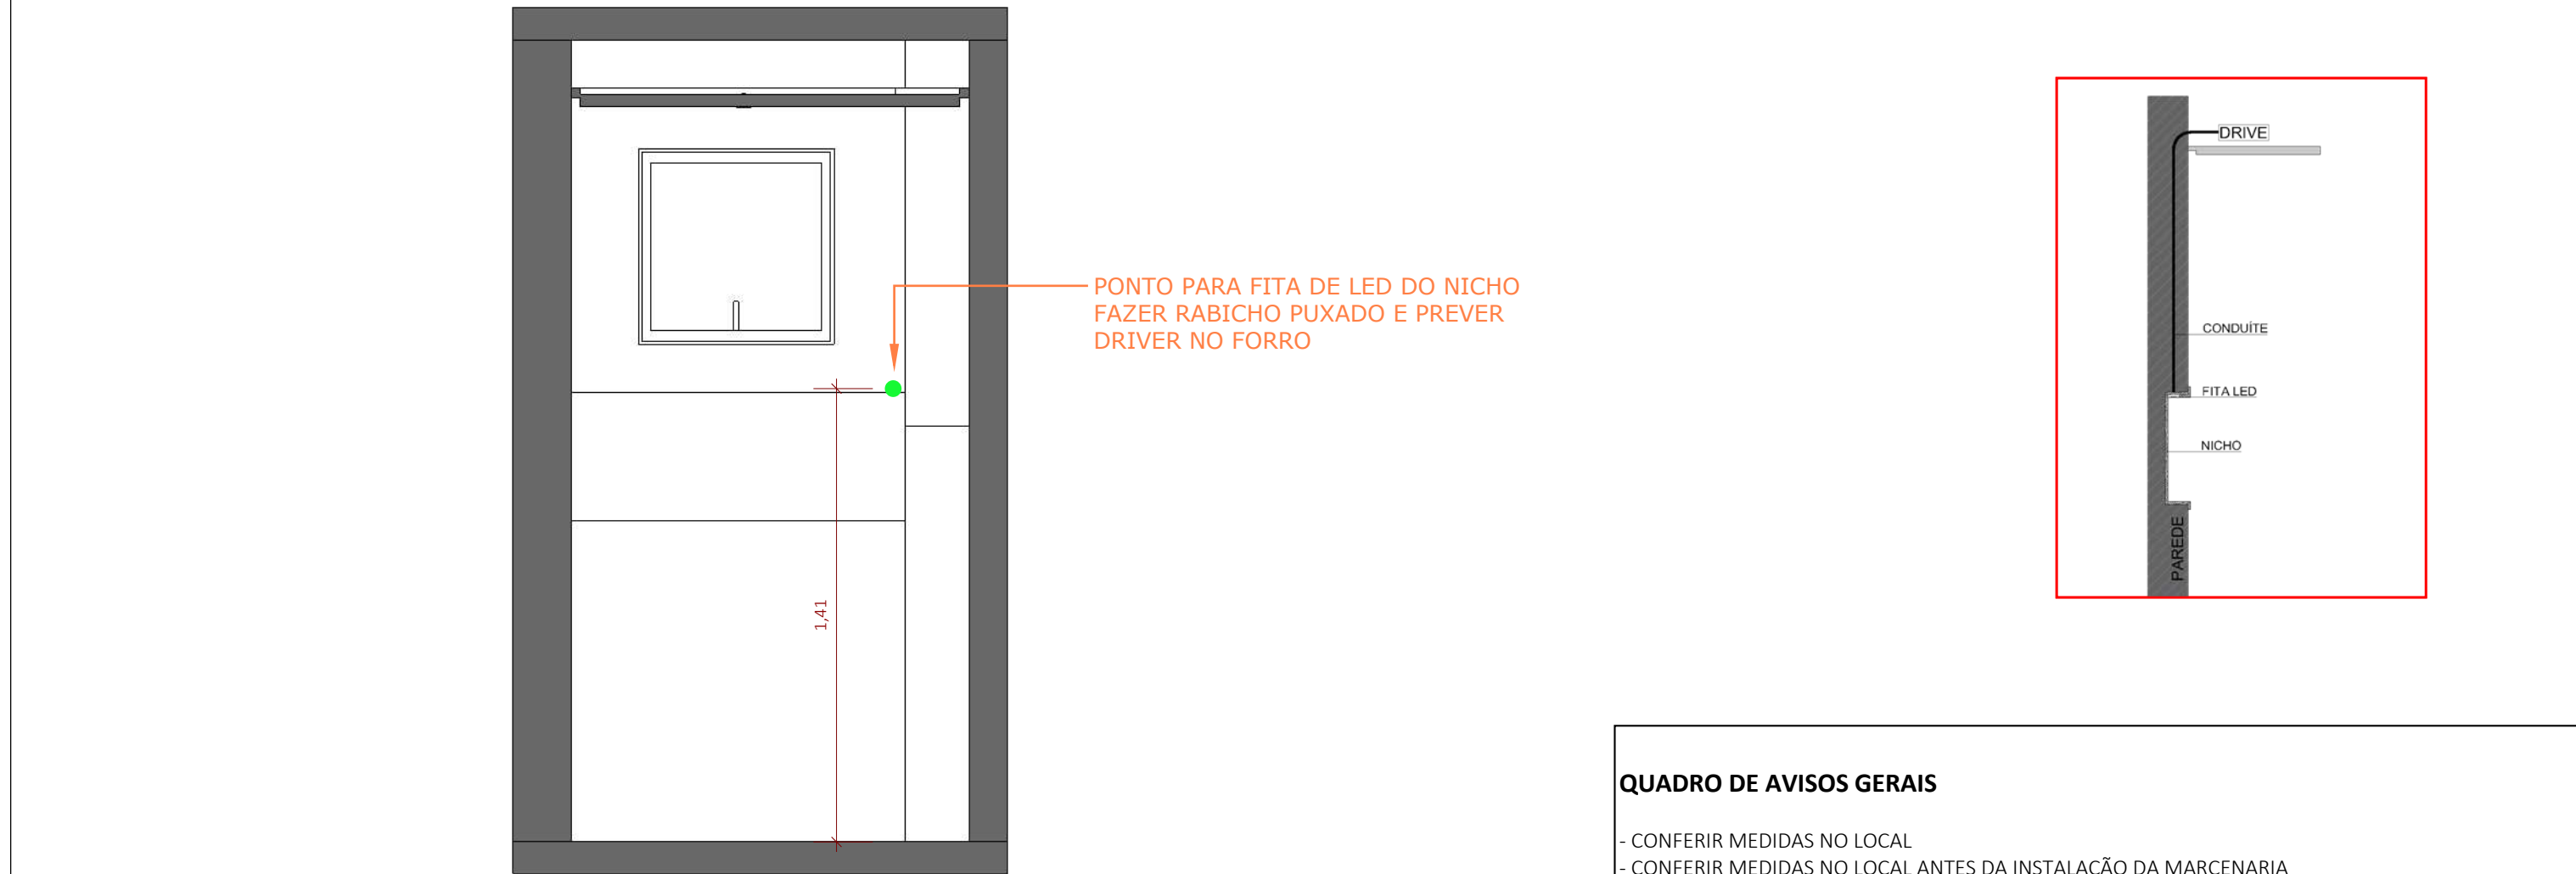 PONTO PARA FITA DE LED DO NICHO
FAZER RABICHO PUXADO E PREVER
DRIVER NO FORRO
1,41
DRIVE
CONDUÍTE
FITA LED
NICHO
PAREDE
QUADRO DE AVISOS GERAIS
- CONFERIR MEDIDAS NO LOCAL
- CONFERIR MEDIDAS NO LOCAL ANTES DA INSTALAÇÃO DA MARCENARIA